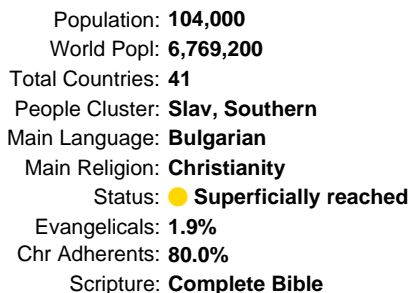 Population: 104,000
World Popl: 6,769,200
Total Countries: 41
People Cluster: Slav, Southern
Main Language: Bulgarian
Main Religion: Christianity
Status: Superficially reached
Evangelicals: 1.9%
Chr Adherents: 80.0%
Scripture: Complete Bible